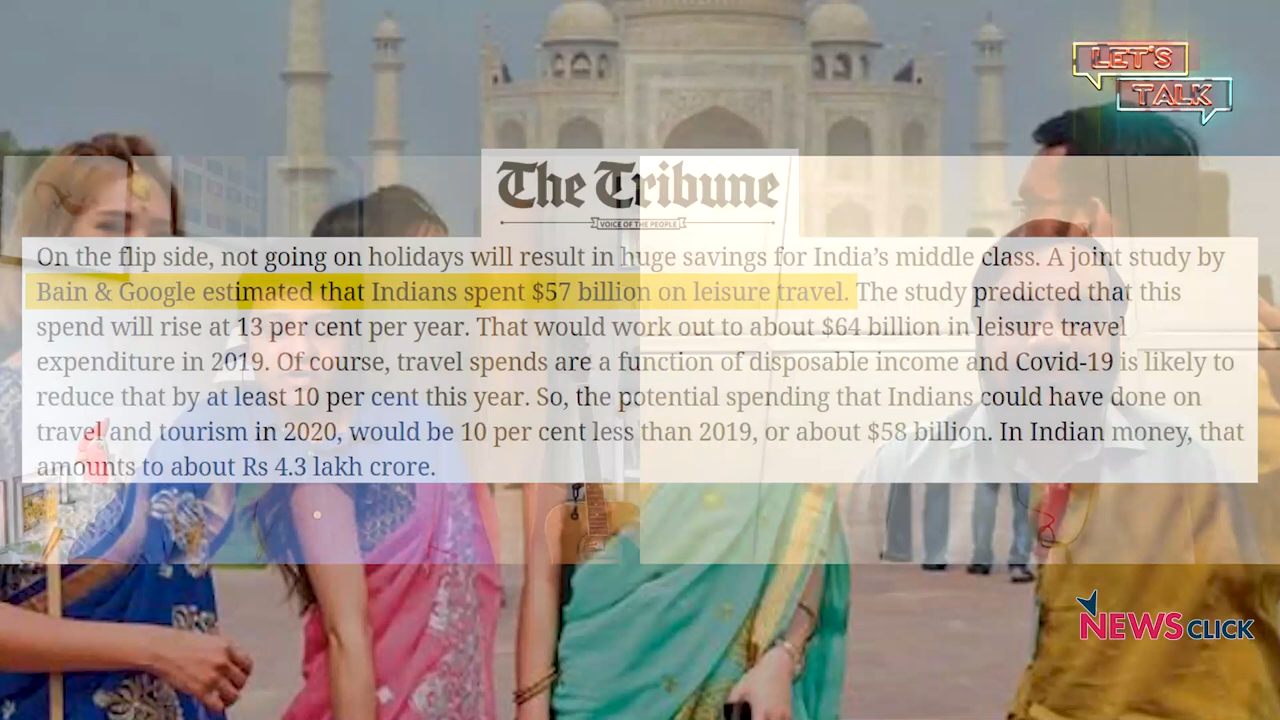 LET'S
TALK
The Tribune
VOICE OF THE PEOPLE
On the flip side, not going on holidays will result in huge savings for India’s middle class. A joint study by
Bain & Google estimated that Indians spent $57 billion on leisure travel. The study predicted that this
spend will rise at 13 per cent per year. That would work out to about $64 billion in leisure travel
expenditure in 2019. Of course, travel spends are a function of disposable income and Covid-19 is likely to
reduce that by at least 10 per cent this year. So, the potential spending that Indians could have done on
travel and tourism in 2020, would be 10 per cent less than 2019, or about $58 billion. In Indian money, that
amounts to about Rs 4.3 lakh crore.
NEWSCLICK